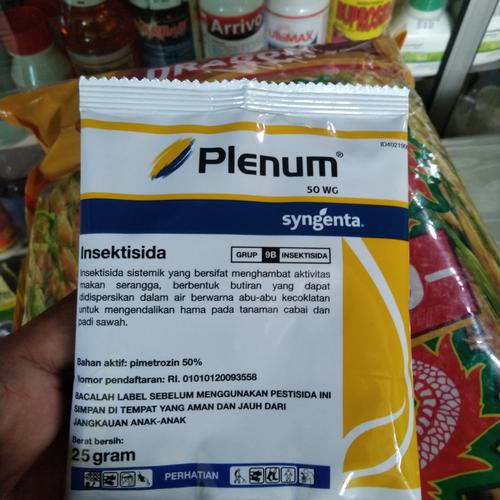 Arrivo
URIMAX
DRAGON
ID402190
Plenum®
50 WG
syngenta.
Insektisida
GRUP 9B INSEKTISIDA
Insektisida sistemik yang bersifat menghambat aktivitas
makan serangga, berbentuk butiran yang dapat
didispersikan dalam air berwarna abu-abu kecoklatan
untuk mengendalikan hama pada tanaman cabai dan
padi sawah.
Bahan aktif: pimetrozin 50%
Nomor pendaftaran: RI. 01010120093558
BACALAH LABEL SEBELUM MENGGUNAKAN PESTISIDA INI
SIMPAN DI TEMPAT YANG AMAN DAN JAUH DARI
JANGKAUAN ANAK-ANAK
Berat bersih:
25 gram
PERHATIAN